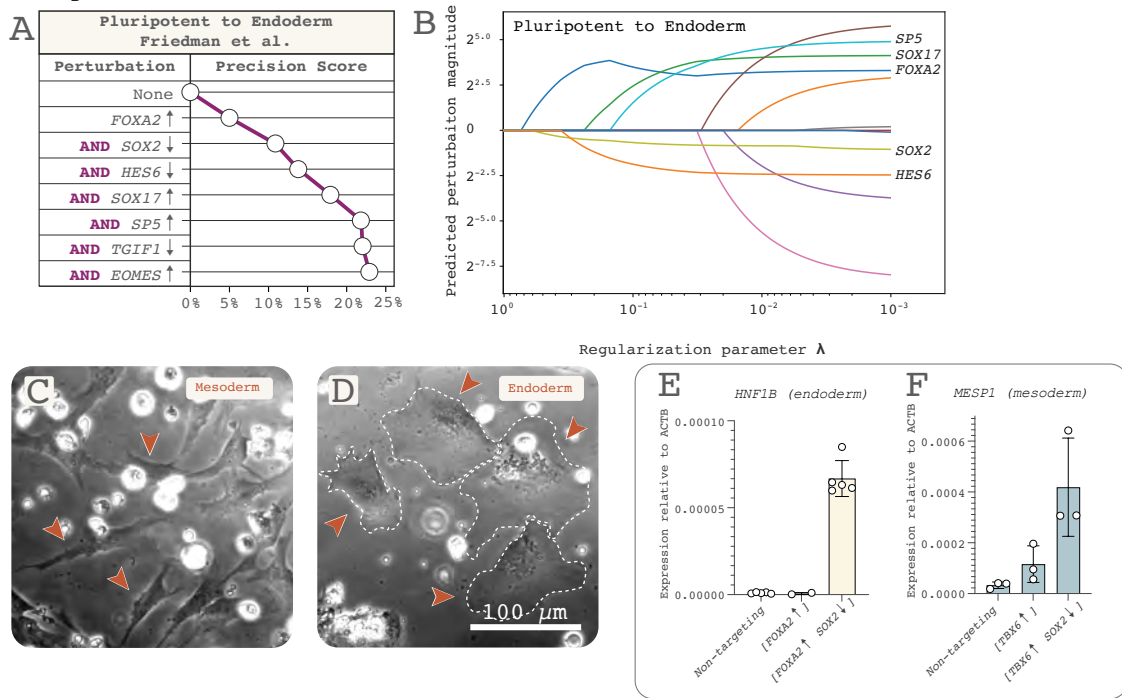 A
Pluripotent to Endoderm
Friedman et al.
Perturbation Precision Score
None
FOXA2 ↑
AND SOX2 ↓
AND HES6 ↓
AND SOX17 ↑
AND SP5 ↑
AND TGIF1 ↓
AND EOMES ↑
0% 5% 10% 15% 20% 25%
B
Pluripotent to Endoderm
Predicted perturbaiton magnitude
2^5.0
2^2.5
0
2^-2.5
2^-5.0
2^-7.5
SP5
SOX17
FOXA2
SOX2
HES6
10^0 10^-1 10^-2 10^-3
Regularization parameter λ
C
Mesoderm
D
Endoderm
100 µm
E
HNF1B (endoderm)
Expression relative to ACTB
0.00010
0.00005
0.00000
Non-targeting
[FOXA2↑]
[FOXA2↑ SOX2↓]
F
MESP1 (mesoderm)
Expression relative to ACTB
0.0006
0.0004
0.0002
0.0000
Non-targeting
[TBX6↑]
[TBX6↑ SOX2↓]